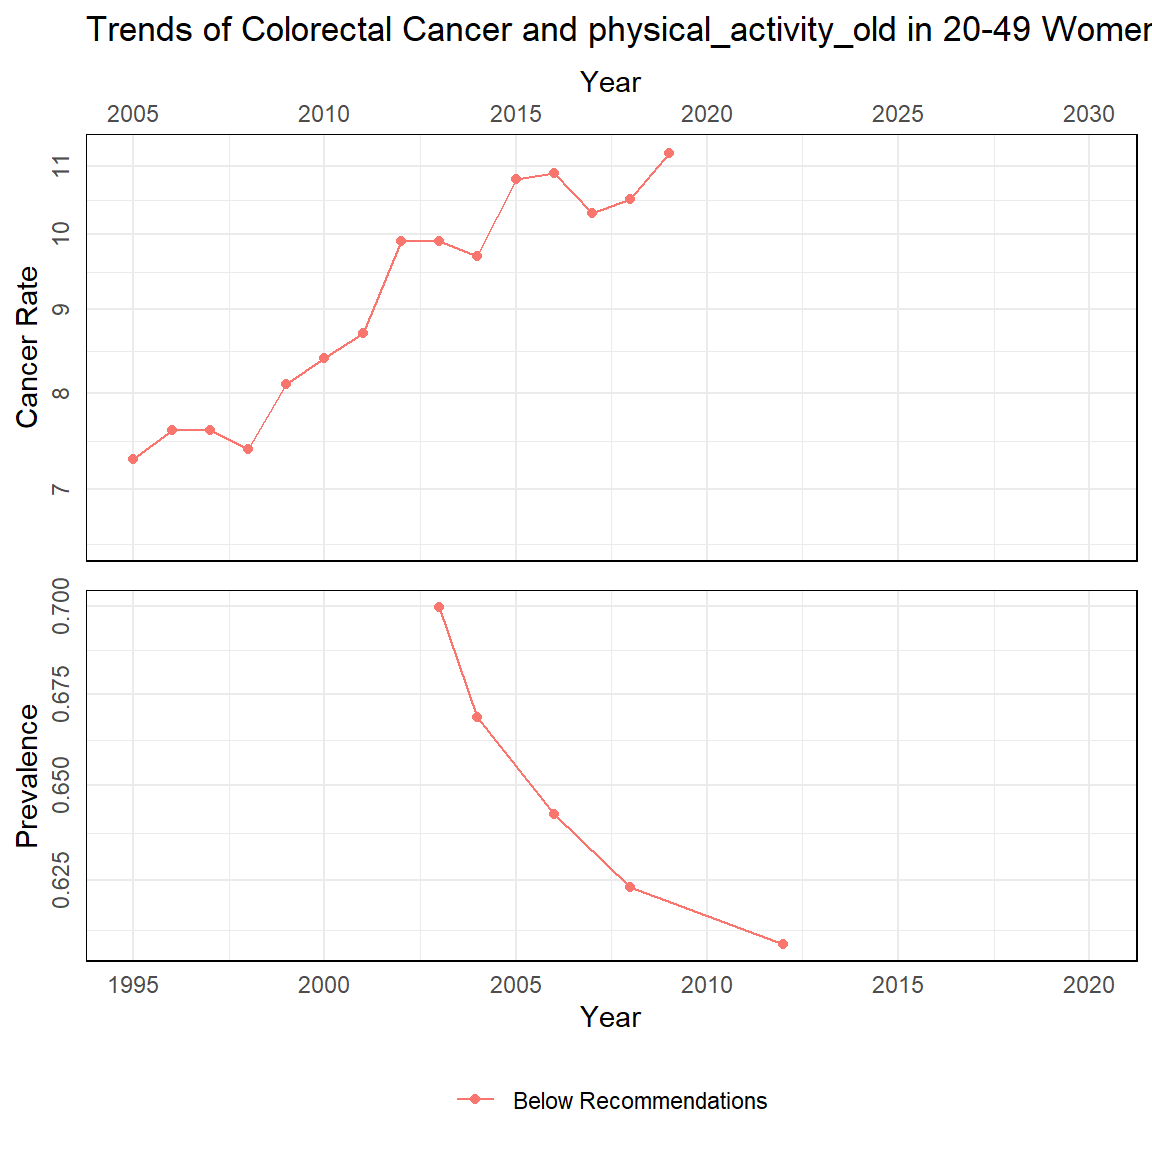 Trends of Colorectal Cancer and physical_activity_old in 20-49 Women
Year
2005 2010 2015 2020 2025 2030
Cancer Rate
11
10
9
8
7
Prevalence
0.700
0.675
0.650
0.625
1995 2000 2005 2010 2015 2020
Year
Below Recommendations